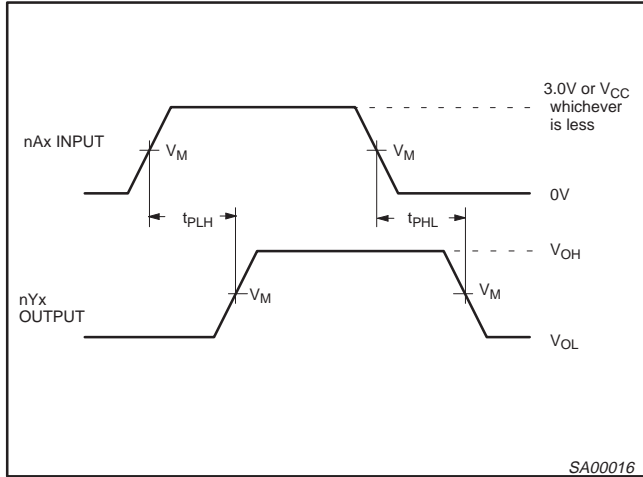 3.0V or VCC
whichever
is less
nAx INPUT
VM
VM
0V
tPLH
tPHL
VOH
nYx
OUTPUT
VM
VM
VOL
SA00016